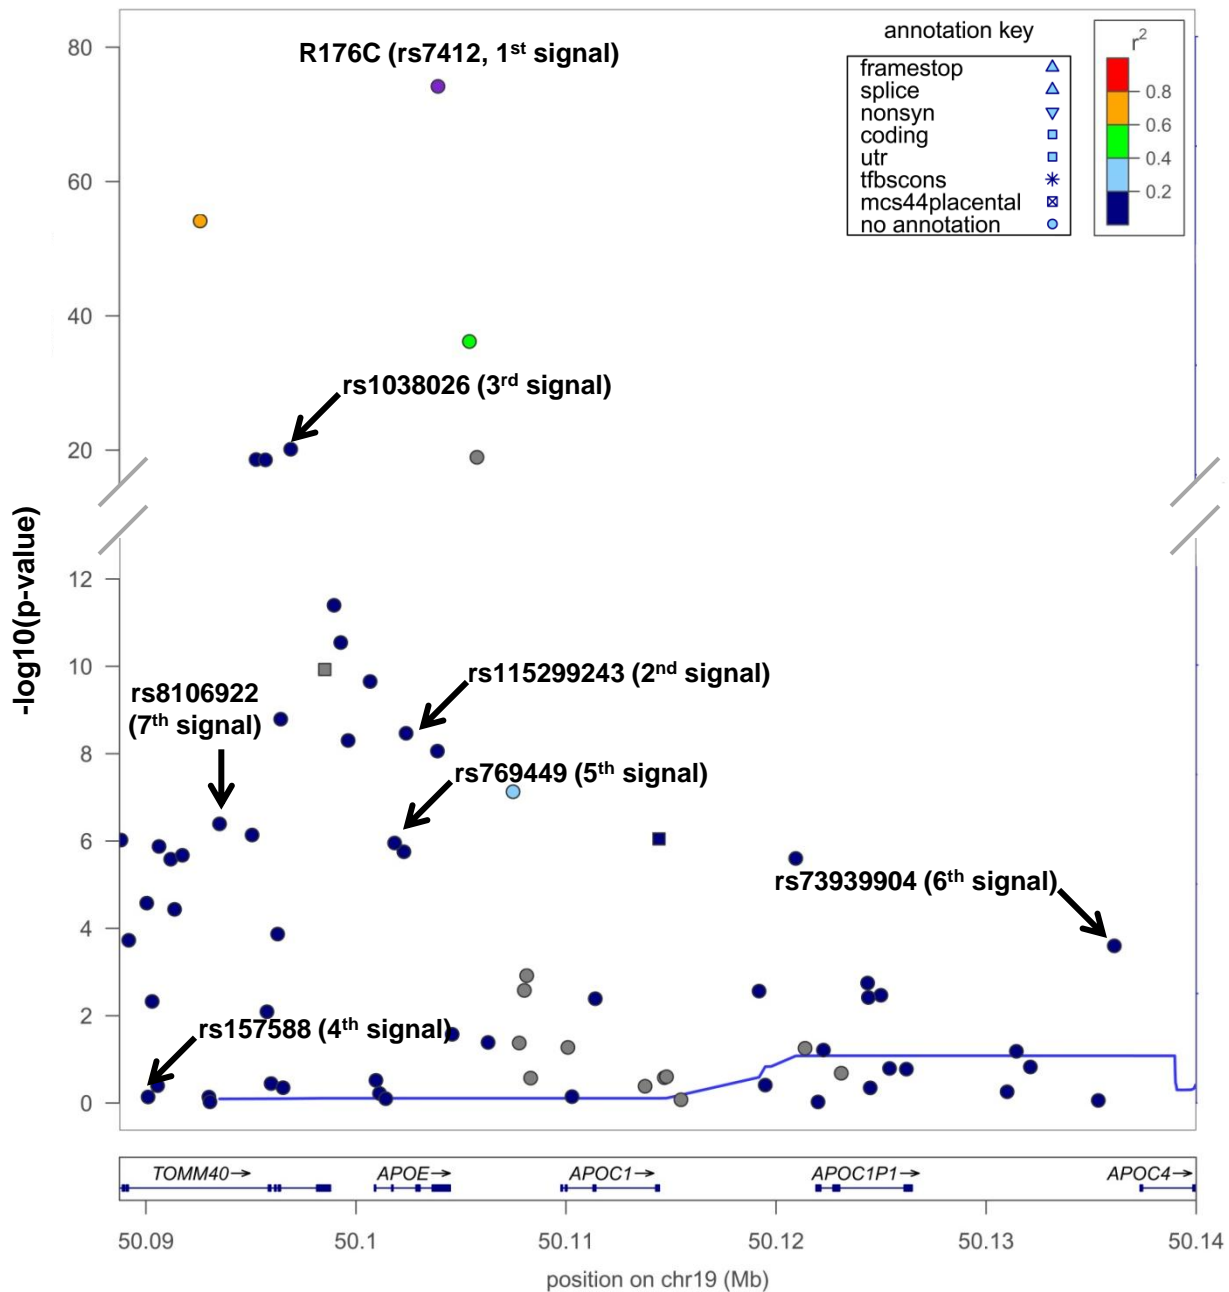 R176C (rs7412, 1st signal)
annotation key
framestop
splice
nonsyn
coding
utr
tfbscons
mcs44placental
no annotation
r2
0.8
0.6
0.4
0.2
80
60
40
20
rs1038026 (3rd signal)
-log10(p-value)
12
10
8
6
4
2
0
rs115299243 (2nd signal)
rs8106922
(7th signal)
rs769449 (5th signal)
rs73939904 (6th signal)
rs157588 (4th signal)
TOMM40→ APOE→ APOC1→ APOC1P1→ APOC4→
50.09 50.1 50.11 50.12 50.13 50.14
position on chr19 (Mb)